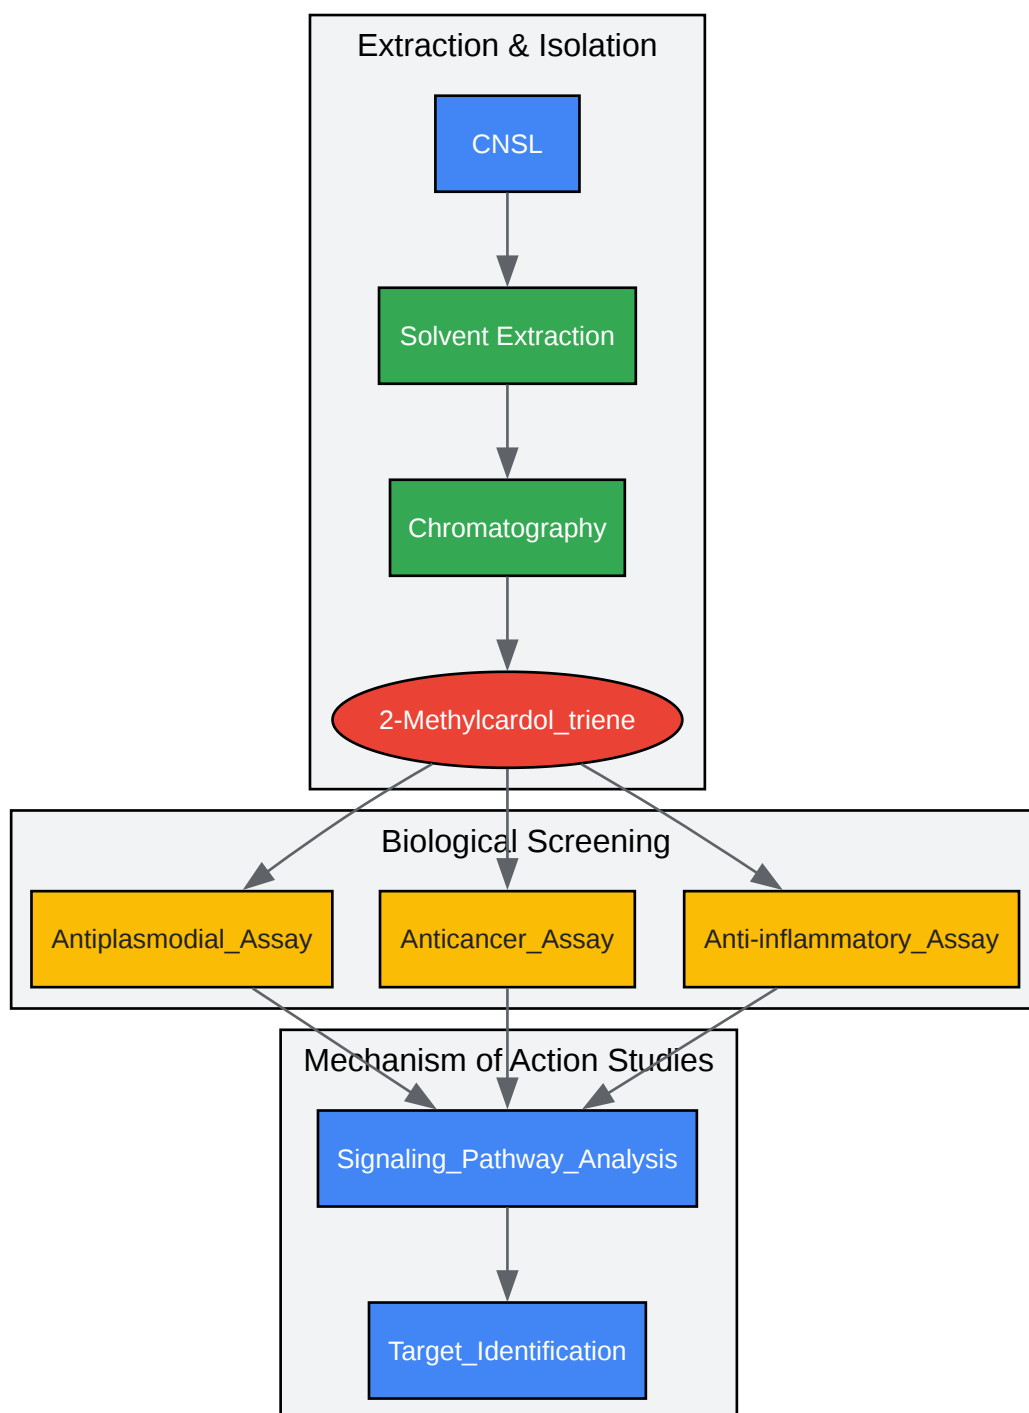 Extraction & Isolation
CNSL
Solvent Extraction
Chromatography
2-Methylcardol_triene
Biological Screening
Antiplasmodial_Assay
Anticancer_Assay
Anti-inflammatory_Assay
Mechanism of Action Studies
Signaling_Pathway_Analysis
Target_Identification